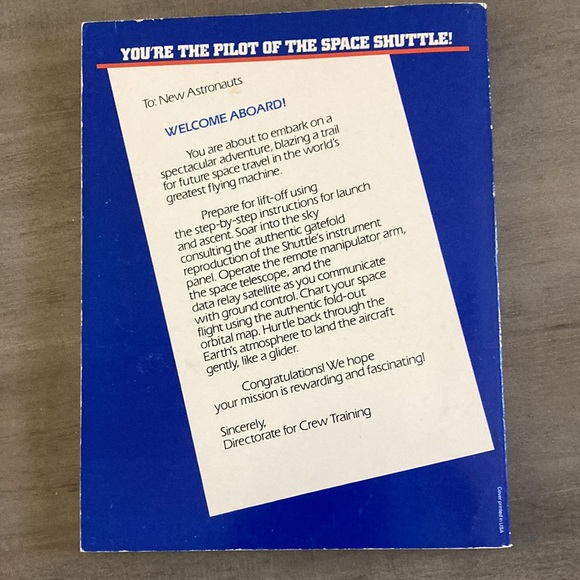 YOU'RE THE PILOT OF THE SPACE SHUTTLE!
To: New Astronauts
WELCOME ABOARD!
You are about to embark on a
spectacular adventure, blazing a trail
for future space travel in the world's
greatest flying machine.
Prepare for lift-off using
the step-by-step instructions for launch
and ascent. Soar into the sky
consulting the authentic gatefold
reproduction of the Shuttle's instrument
panel. Operate the remote manipulator arm,
the space telescope, and the
data relay satellite as you communicate
with ground control. Chart your space
flight using the authentic fold-out
orbital map. Hurtle back through the
Earth's atmosphere to land the aircraft
gently, like a glider.
Congratulations! We hope
your mission is rewarding and fascinating!
Sincerely,
Directorate for Crew Training
Cover printed in USA